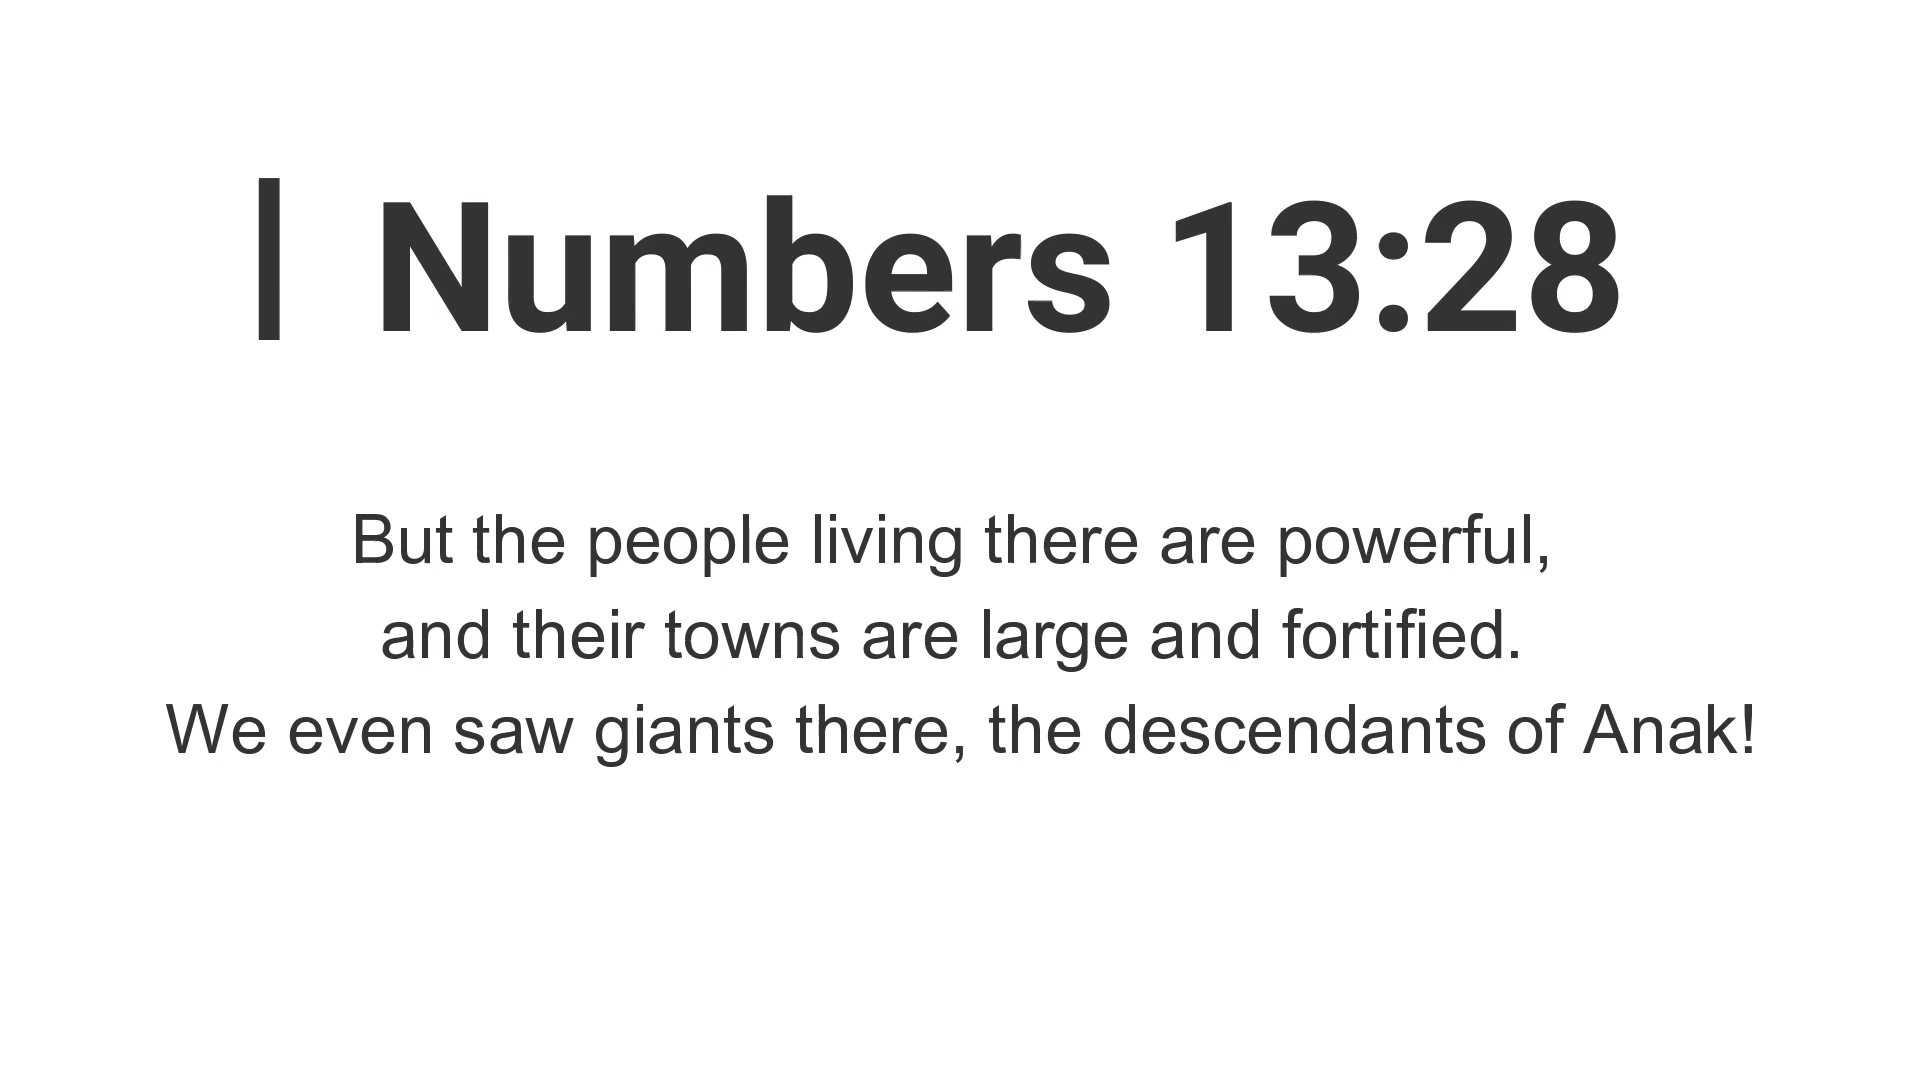 | Numbers 13:28
But the people living there are powerful,
and their towns are large and fortified.
We even saw giants there, the descendants of Anak!